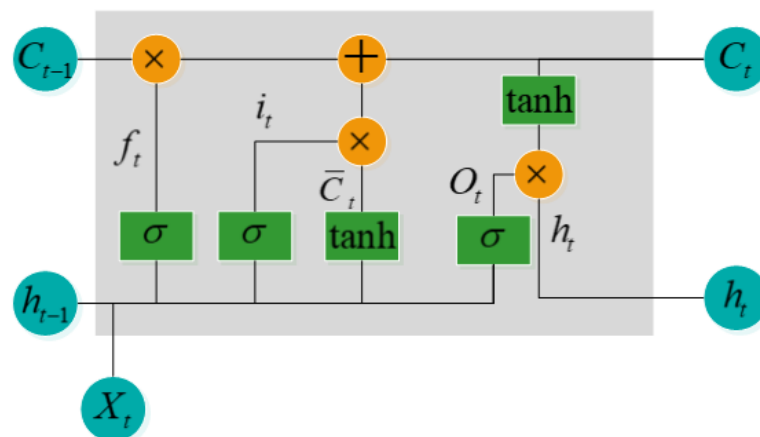 C_{t-1} × + C_t
tanh
i_t
f_t × ×
C̄_t O_t
σ σ tanh σ h_t
h_{t-1} h_t
X_t